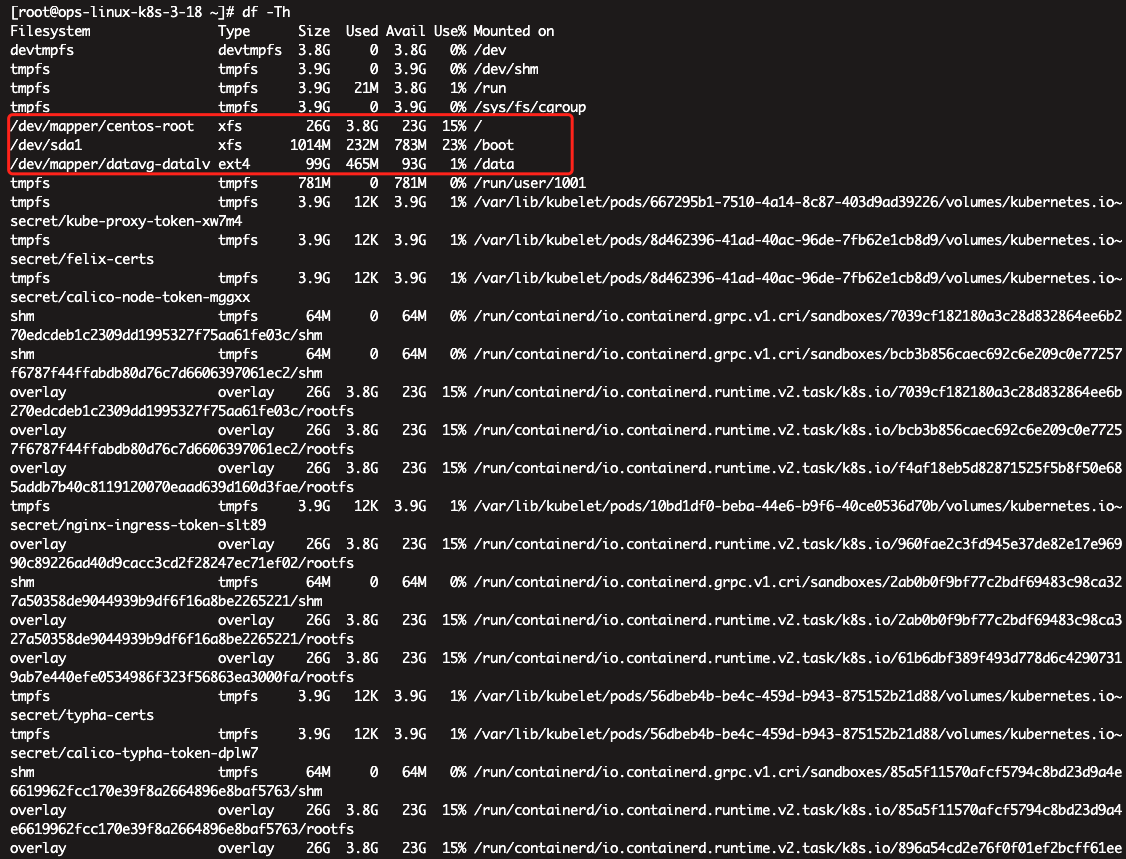 [root@ops-linux-k8s-3-18 ~]# df -Th
Filesystem Type Size Used Avail Use% Mounted on
devtmpfs devtmpfs 3.8G 0 3.8G 0% /dev
tmpfs tmpfs 3.9G 0 3.9G 0% /dev/shm
tmpfs tmpfs 3.9G 21M 3.8G 1% /run
tmpfs tmpfs 3.9G 0 3.9G 0% /sys/fs/cgroup
/dev/mapper/centos-root xfs 26G 3.8G 23G 15% /
/dev/sda1 xfs 1014M 232M 783M 23% /boot
/dev/mapper/datavg-datalv ext4 99G 465M 93G 1% /data
tmpfs tmpfs 781M 0 781M 0% /run/user/1001
tmpfs tmpfs 3.9G 12K 3.9G 1% /var/lib/kubelet/pods/667295b1-7510-4a14-8c87-403d9ad39226/volumes/kubernetes.io~
secret/kube-proxy-token-xw7m4
tmpfs tmpfs 3.9G 12K 3.9G 1% /var/lib/kubelet/pods/8d462396-41ad-40ac-96de-7fb62e1cb8d9/volumes/kubernetes.io~
secret/felix-certs
tmpfs tmpfs 3.9G 12K 3.9G 1% /var/lib/kubelet/pods/8d462396-41ad-40ac-96de-7fb62e1cb8d9/volumes/kubernetes.io~
secret/calico-node-token-mggxx
shm tmpfs 64M 0 64M 0% /run/containerd/io.containerd.grpc.v1.cri/sandboxes/7039cf182180a3c28d832864ee6b2
70edcdeb1c2309dd1995327f75aa61fe03c/shm
shm tmpfs 64M 0 64M 0% /run/containerd/io.containerd.grpc.v1.cri/sandboxes/bcb3b856caec692c6e209c0e77257
f6787f44ffabdb80d76c7d6606397061ec2/shm
overlay overlay 26G 3.8G 23G 15% /run/containerd/io.containerd.runtime.v2.task/k8s.io/7039cf182180a3c28d832864ee6b
270edcdeb1c2309dd1995327f75aa61fe03c/rootfs
overlay overlay 26G 3.8G 23G 15% /run/containerd/io.containerd.runtime.v2.task/k8s.io/bcb3b856caec692c6e209c0e7725
7f6787f44ffabdb80d76c7d6606397061ec2/rootfs
overlay overlay 26G 3.8G 23G 15% /run/containerd/io.containerd.runtime.v2.task/k8s.io/f4af18eb5d82871525f5b8f50e68
5addb7b40c8119120070eaad639d160d3fae/rootfs
tmpfs tmpfs 3.9G 12K 3.9G 1% /var/lib/kubelet/pods/10bd1df0-beba-44e6-b9f6-40ce0536d70b/volumes/kubernetes.io~
secret/nginx-ingress-token-slt89
overlay overlay 26G 3.8G 23G 15% /run/containerd/io.containerd.runtime.v2.task/k8s.io/960fae2c3fd945e37de82e17e969
90c89226ad40d9cacc3cd2f28247ec71ef02/rootfs
shm tmpfs 64M 0 64M 0% /run/containerd/io.containerd.grpc.v1.cri/sandboxes/2ab0b0f9bf77c2bdf69483c98ca32
7a50358de9044939b9df6f16a8be2265221/shm
overlay overlay 26G 3.8G 23G 15% /run/containerd/io.containerd.runtime.v2.task/k8s.io/2ab0b0f9bf77c2bdf69483c98ca3
27a50358de9044939b9df6f16a8be2265221/rootfs
overlay overlay 26G 3.8G 23G 15% /run/containerd/io.containerd.runtime.v2.task/k8s.io/61b6dbf389f493d778d6c4290731
9ab7e440efe0534986f323f56863ea3000fa/rootfs
tmpfs tmpfs 3.9G 12K 3.9G 1% /var/lib/kubelet/pods/56dbeb4b-be4c-459d-b943-875152b21d88/volumes/kubernetes.io~
secret/typha-certs
tmpfs tmpfs 3.9G 12K 3.9G 1% /var/lib/kubelet/pods/56dbeb4b-be4c-459d-b943-875152b21d88/volumes/kubernetes.io~
secret/calico-typha-token-dplw7
shm tmpfs 64M 0 64M 0% /run/containerd/io.containerd.grpc.v1.cri/sandboxes/85a5f11570afcf5794c8bd23d9a4e
6619962fcc170e39f8a2664896e8baf5763/shm
overlay overlay 26G 3.8G 23G 15% /run/containerd/io.containerd.runtime.v2.task/k8s.io/85a5f11570afcf5794c8bd23d9a4
e6619962fcc170e39f8a2664896e8baf5763/rootfs
overlay overlay 26G 3.8G 23G 15% /run/containerd/io.containerd.runtime.v2.task/k8s.io/896a54cd2e76f0f01ef2bcff61ee